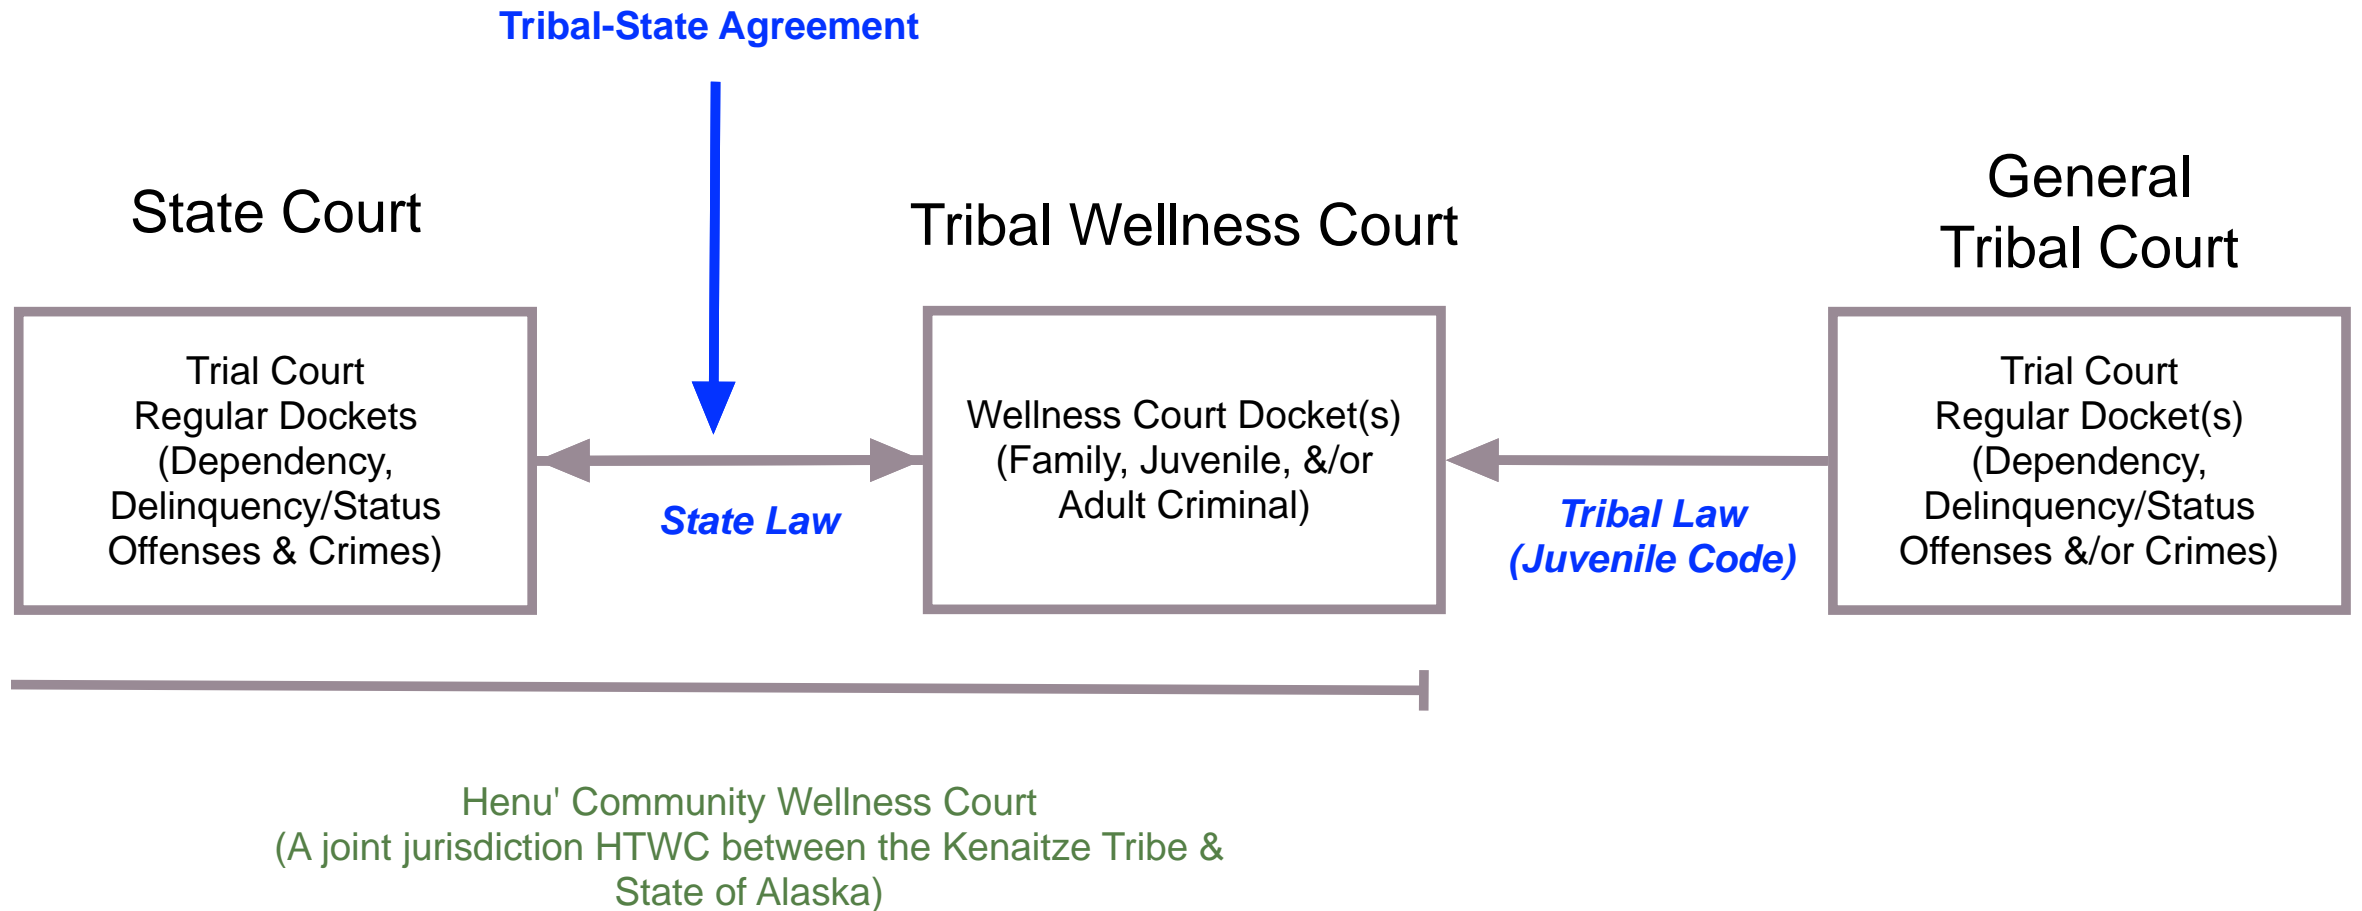 Tribal-State Agreement
State Court
Tribal Wellness Court
General
Tribal Court
Trial Court
Regular Dockets
(Dependency,
Delinquency/Status
Offenses & Crimes)
State Law
Wellness Court Docket(s)
(Family, Juvenile, &/or
Adult Criminal)
Tribal Law
(Juvenile Code)
Trial Court
Regular Docket(s)
(Dependency,
Delinquency/Status
Offenses &/or Crimes)
Henu' Community Wellness Court
(A joint jurisdiction HTWC between the Kenaitze Tribe &
State of Alaska)